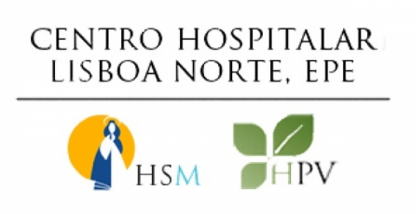 CENTRO HOSPITALAR
LISBOA NORTE, EPE
HSM HPV